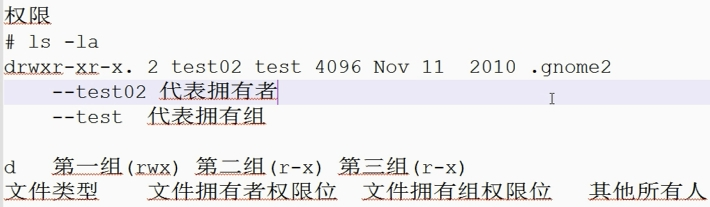 权限
# ls -la
drwxr-xr-x. 2 test02 test 4096 Nov 11  2010 .gnome2
--test02 代表拥有者
--test  代表拥有组
d   第一组(rwx) 第二组(r-x) 第三组(r-x)
文件类型    文件拥有者权限位   文件拥有组权限位   其他所有人